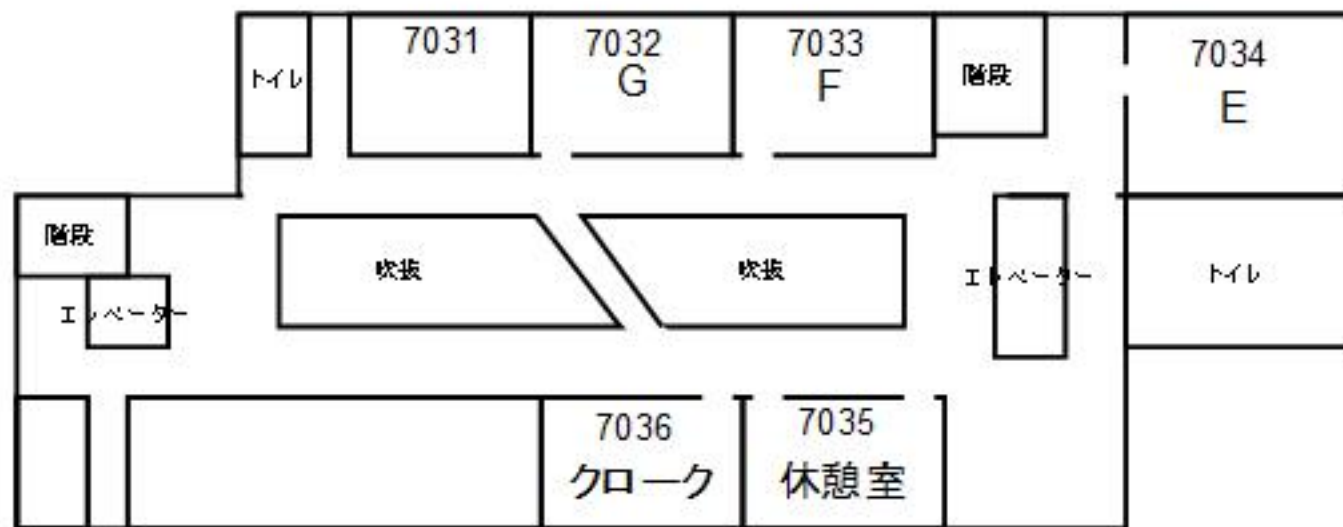 トイレ
7031
7032
G
7033
F
階段
7034
E
階段
吹抜
吹抜
エレベーター
トイレ
エレベーター
7036
クローク
7035
休憩室